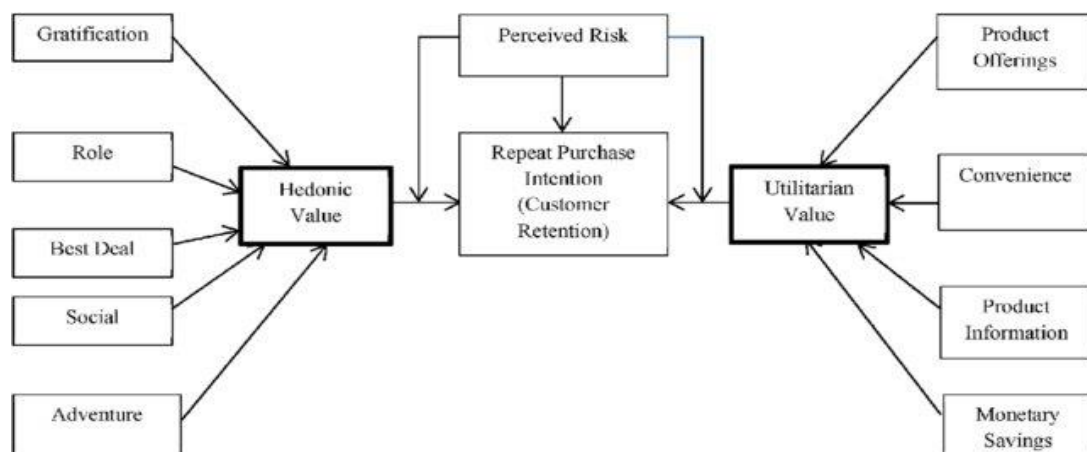 Gratification
Perceived Risk
Product
Offerings
Role
Repeat Purchase
Intention
(Customer
Retention)
Hedonic
Value
Utilitarian
Value
Convenience
Best Deal
Social
Product
Information
Adventure
Monetary
Savings